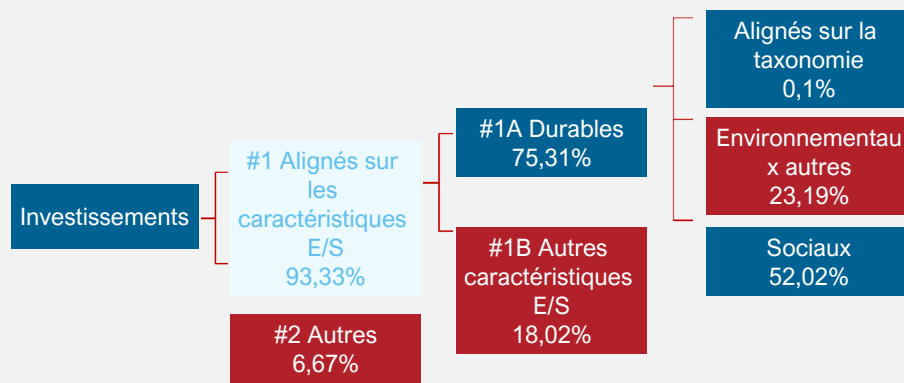 Investissements
#1 Alignés sur
les
caractéristiques
E/S
93,33%
#2 Autres
6,67%
#1A Durables
75,31%
#1B Autres
caractéristiques
E/S
18,02%
Alignés sur la
taxonomie
0,1%
Environnementau
x autres
23,19%
Sociaux
52,02%